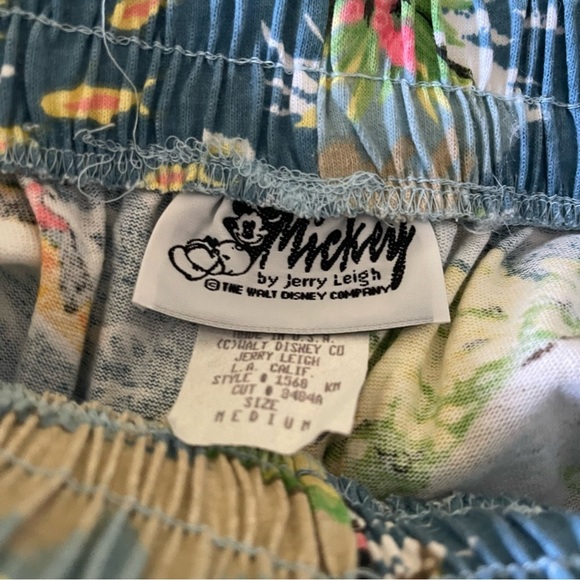 Mickey
by Jerry Leigh
© THE WALT DISNEY COMPANY
IN U.S.A.
(C)WALT DISNEY CO
JERRY LEIGH
L.A. CALIF.
STYLE # 1568 KM
CUT # 8484A
SIZE
MEDIUM